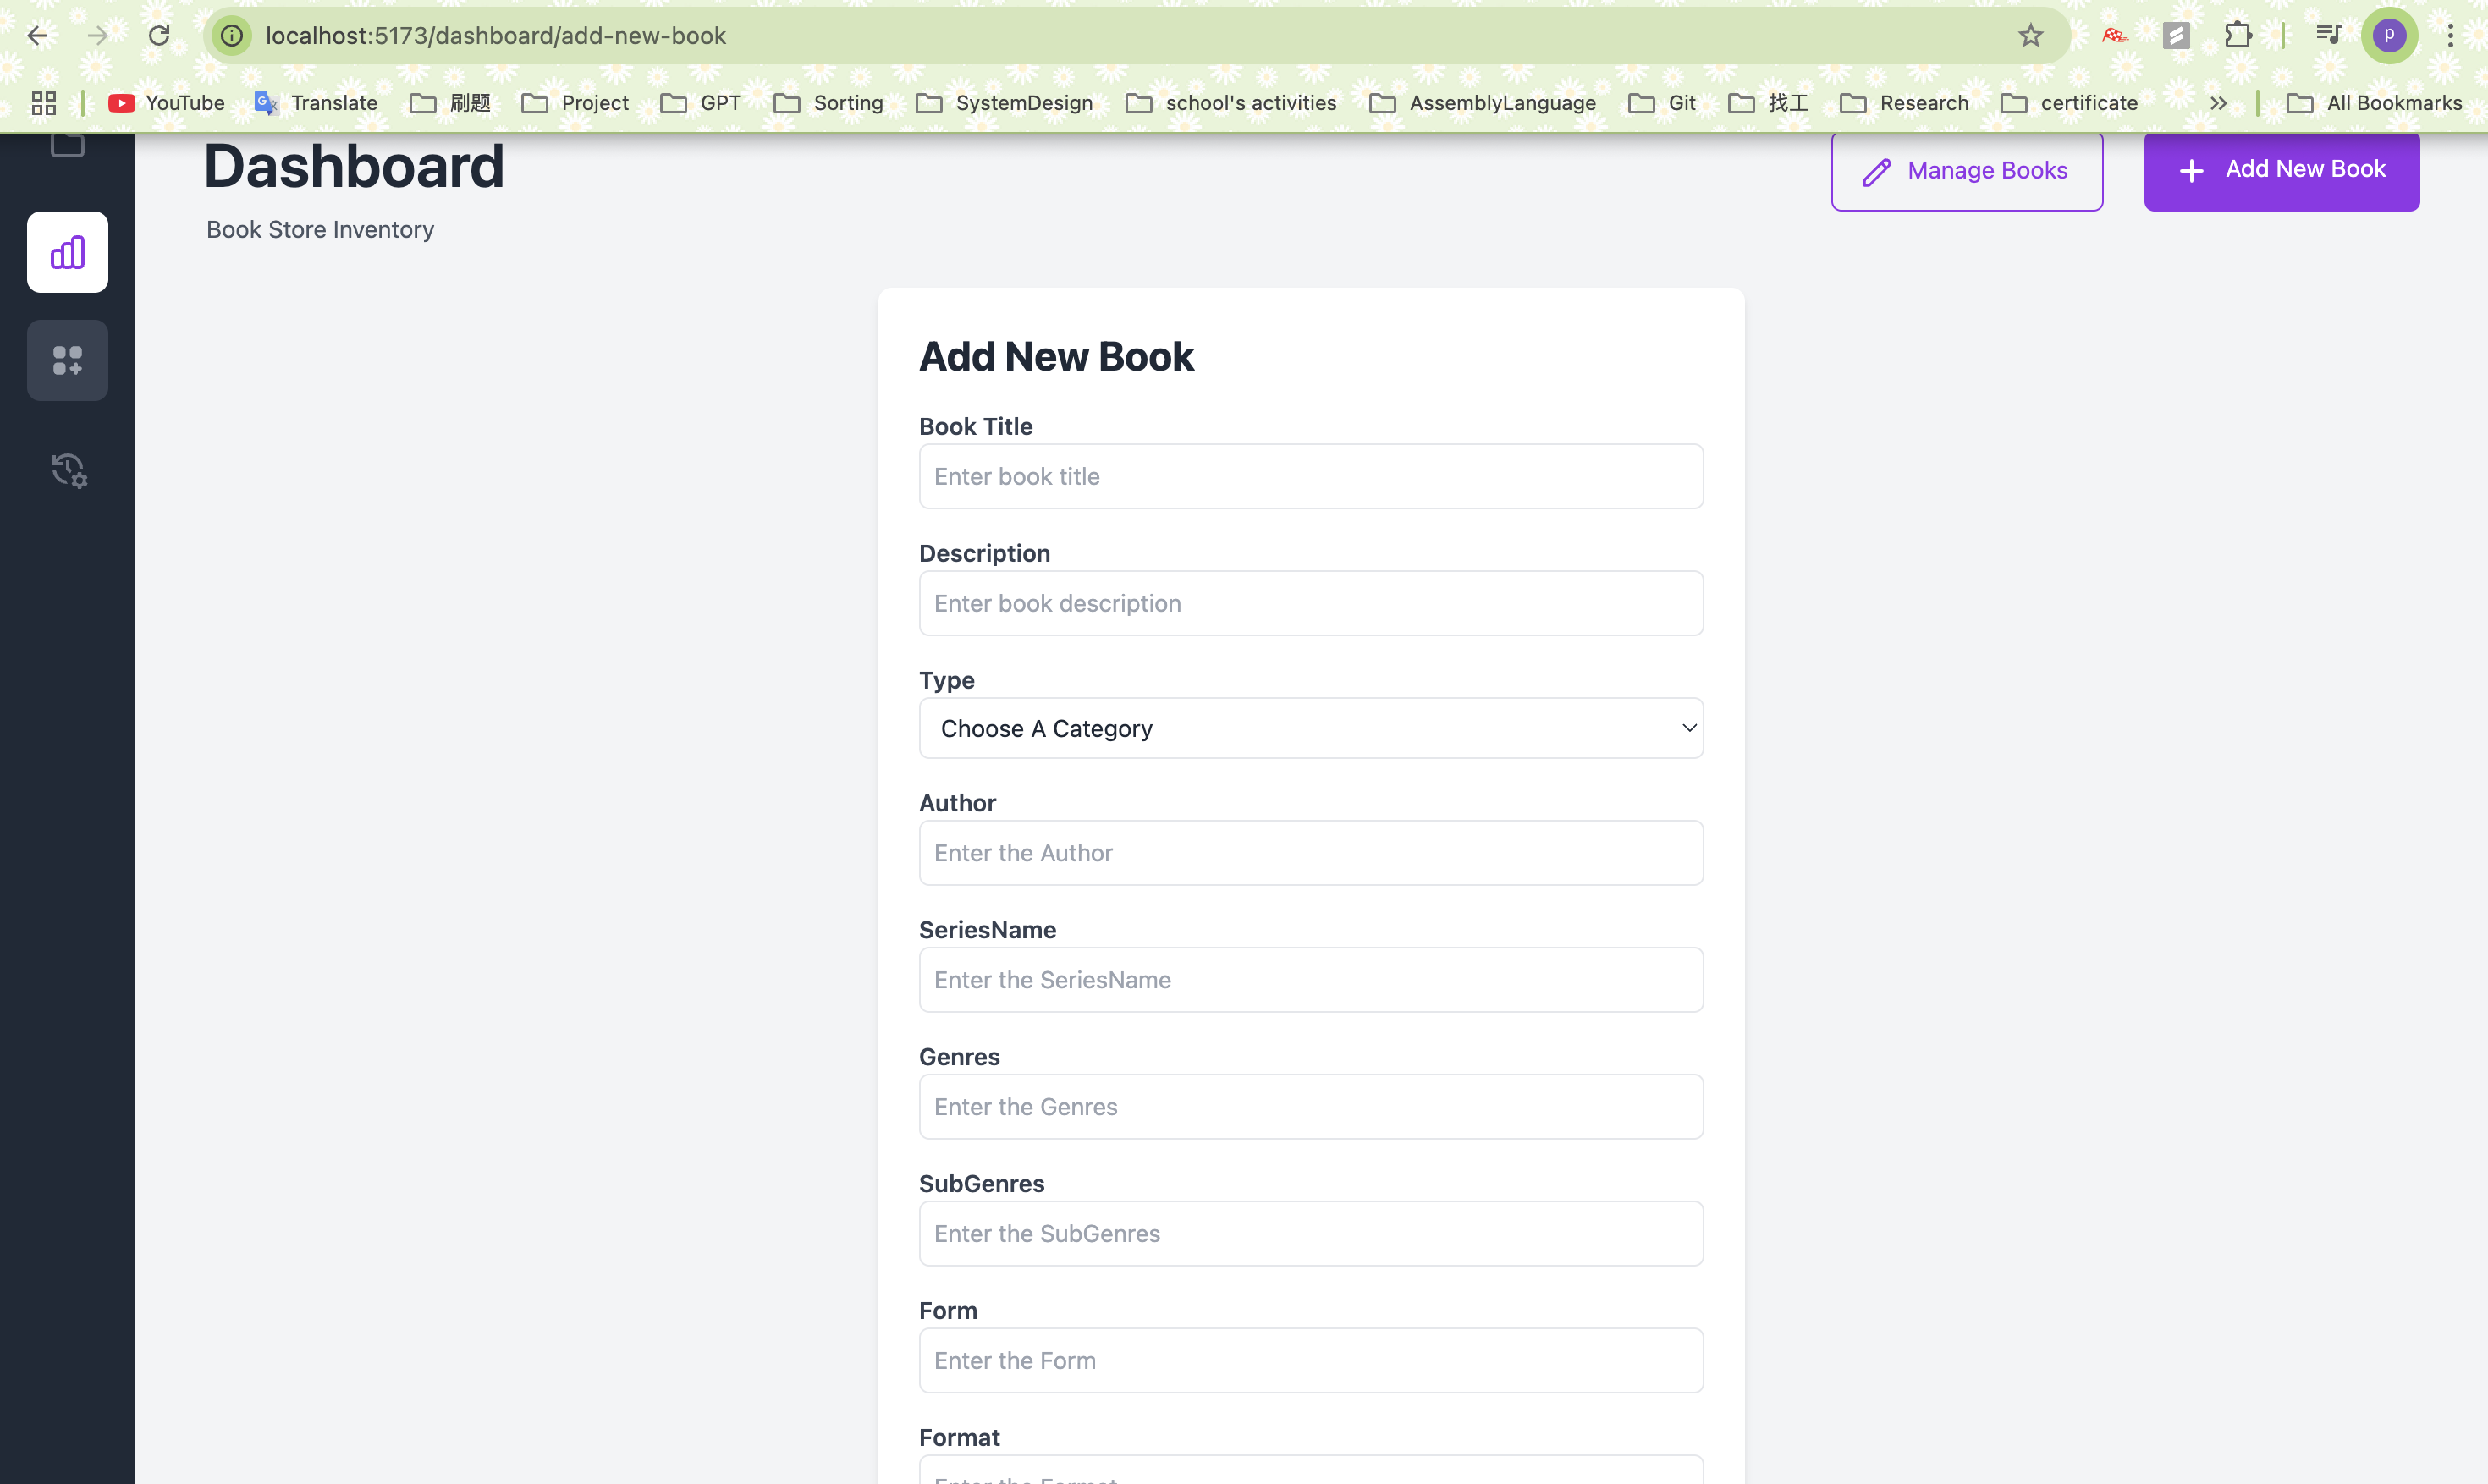 localhost:5173/dashboard/add-new-book
p
YouTube Translate 刷题 Project GPT Sorting SystemDesign school's activities AssemblyLanguage Git 找工 Research certificate All Bookmarks
Dashboard
Book Store Inventory
Manage Books
Add New Book
Add New Book
Book Title
Enter book title
Description
Enter book description
Type
Choose A Category
Author
Enter the Author
SeriesName
Enter the SeriesName
Genres
Enter the Genres
SubGenres
Enter the SubGenres
Form
Enter the Form
Format
Enter the Format